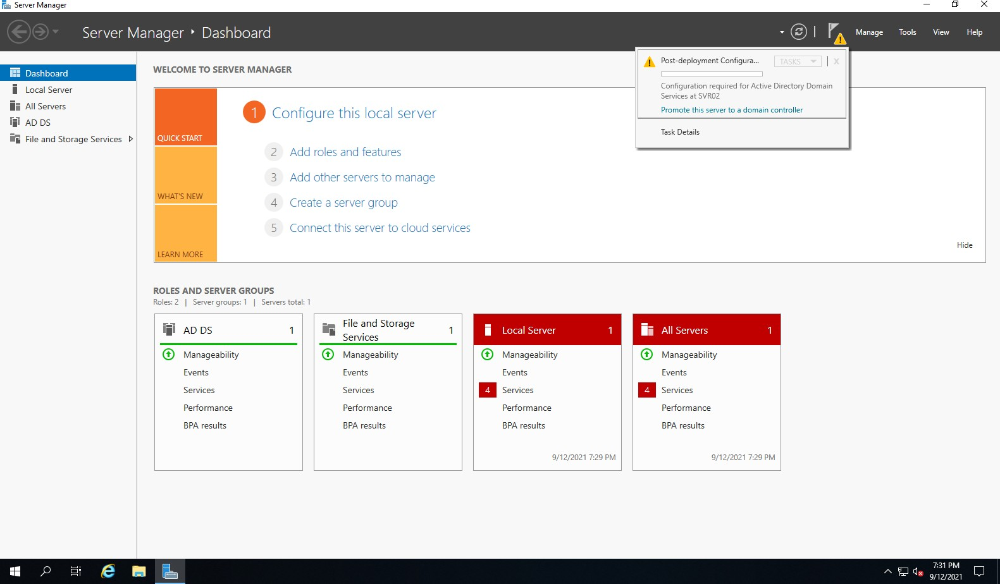 Server Manager
Server Manager ‣ Dashboard
Manage
Tools
View
Help
Dashboard
Local Server
All Servers
AD DS
File and Storage Services
WELCOME TO SERVER MANAGER
Post-deployment Configura...
TASKS
X
Configuration required for Active Directory Domain
Services at SVR02
Promote this server to a domain controller
Task Details
QUICK START
WHAT'S NEW
LEARN MORE
1 Configure this local server
2 Add roles and features
3 Add other servers to manage
4 Create a server group
5 Connect this server to cloud services
Hide
ROLES AND SERVER GROUPS
Roles: 2 | Server groups: 1 | Servers total: 1
AD DS 1
Manageability
Events
Services
Performance
BPA results
File and Storage
Services
1
Manageability
Events
Services
Performance
BPA results
Local Server 1
Manageability
Events
4 Services
Performance
BPA results
9/12/2021 7:29 PM
All Servers 1
Manageability
Events
4 Services
Performance
BPA results
9/12/2021 7:29 PM
7:31 PM
9/12/2021